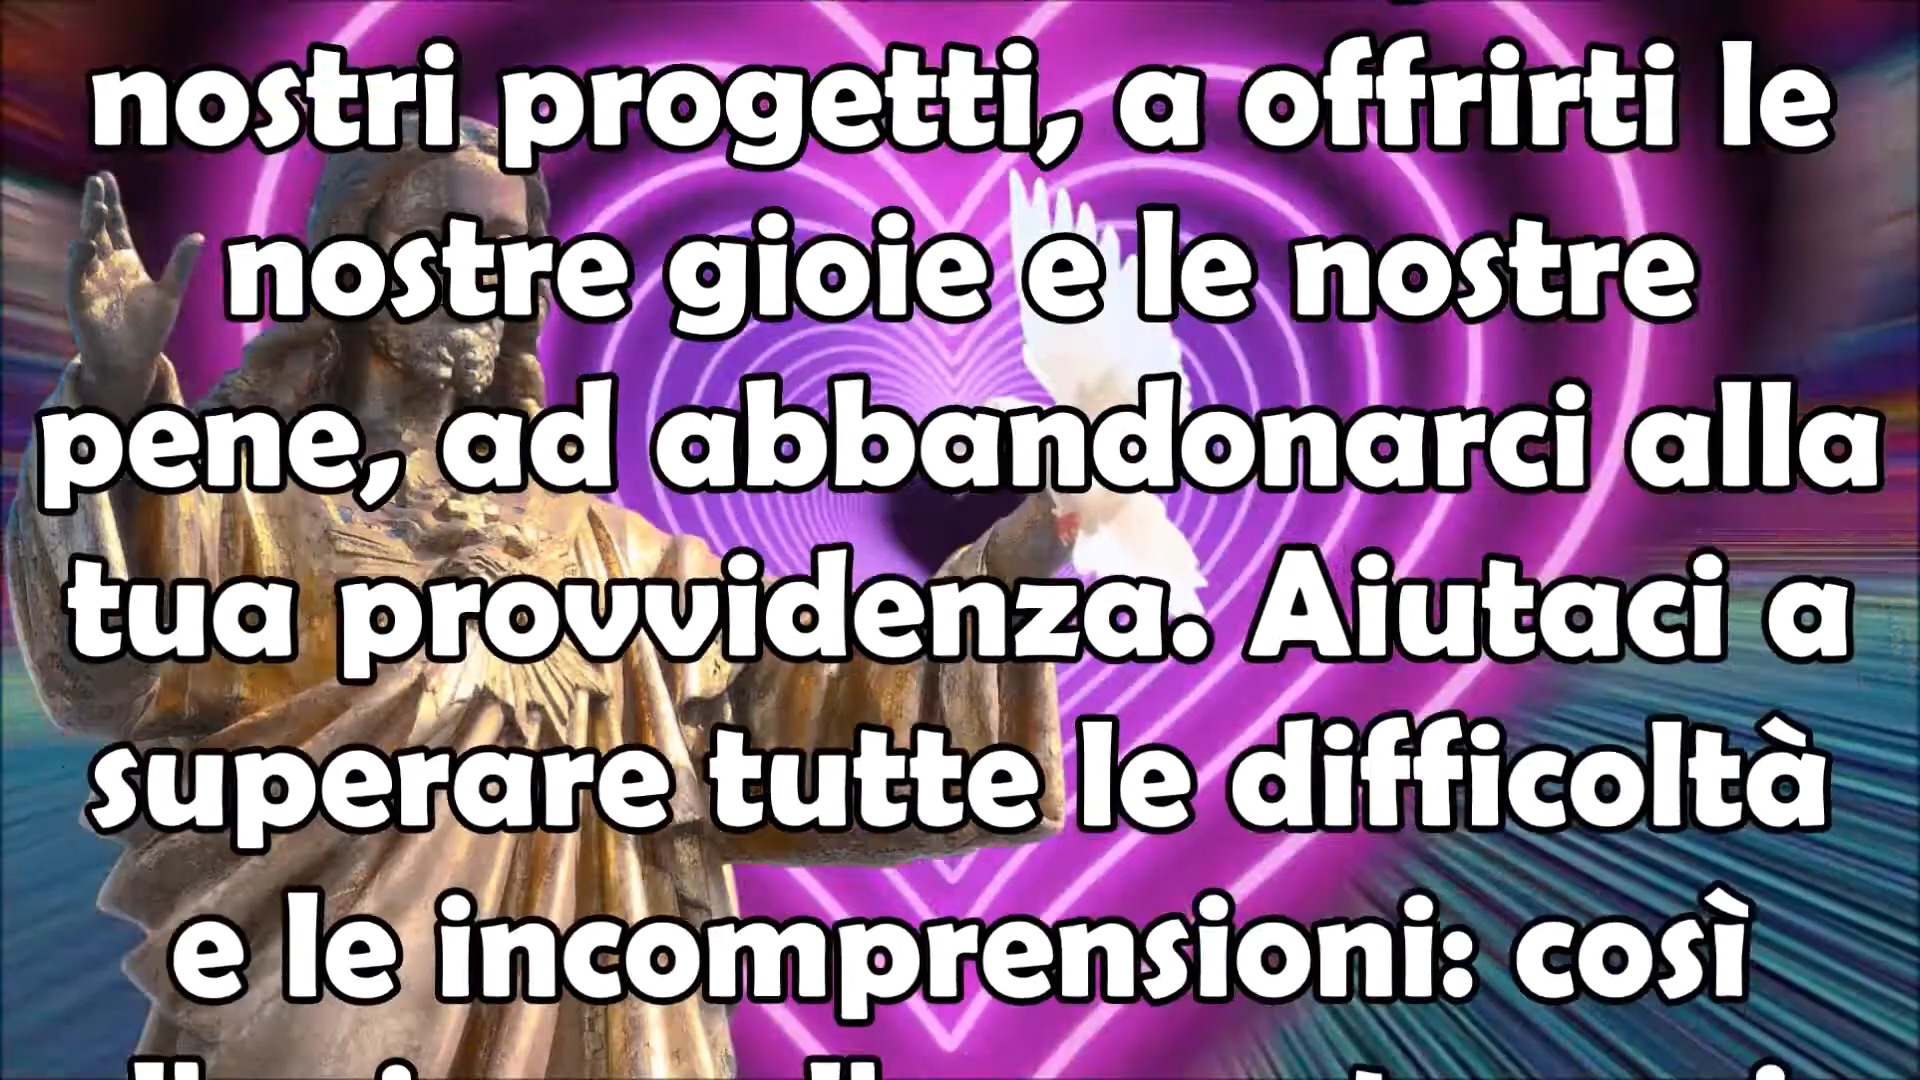 nostri progetti, a offrirti le
nostre gioie e le nostre
pene, ad abbandonarci alla
tua provvidenza. Aiutaci a
superare tutte le difficoltà
e le incomprensioni: così